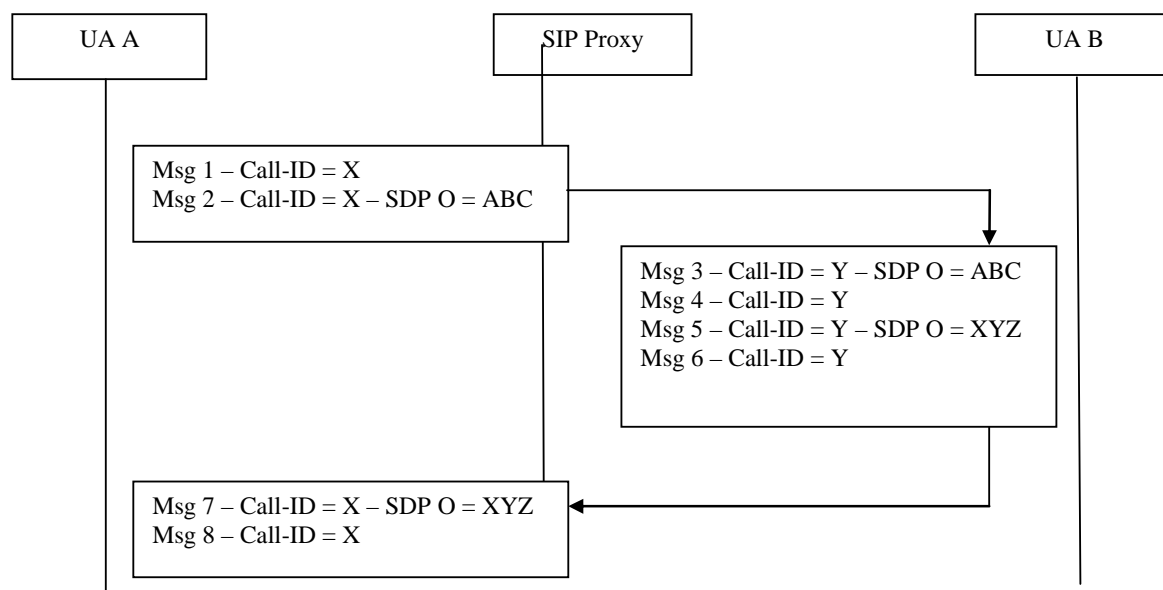 UA A
SIP Proxy
UA B
Msg 1 – Call-ID = X
Msg 2 – Call-ID = X – SDP O = ABC
Msg 3 – Call-ID = Y – SDP O = ABC
Msg 4 – Call-ID = Y
Msg 5 – Call-ID = Y – SDP O = XYZ
Msg 6 – Call-ID = Y
Msg 7 – Call-ID = X – SDP O = XYZ
Msg 8 – Call-ID = X